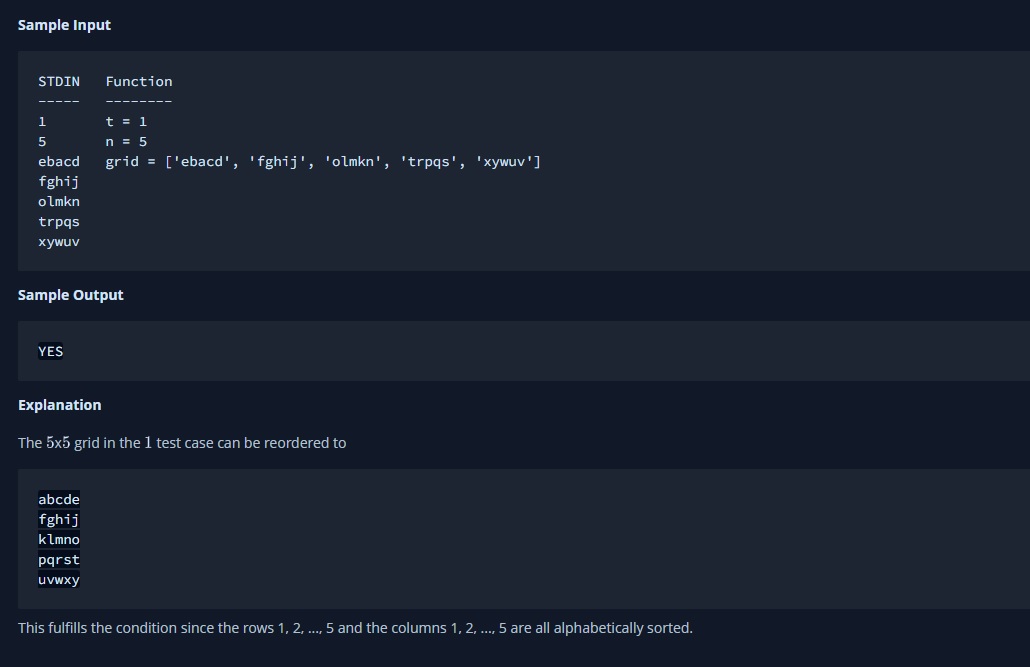 Sample Input
STDIN   Function
-----   --------
1       t = 1
5       n = 5
ebacd   grid = ['ebacd', 'fghij', 'olmkn', 'trpqs', 'xywuv']
fghij
olmkn
trpqs
xywuv
Sample Output
YES
Explanation
The 5x5 grid in the 1 test case can be reordered to
abcde
fghij
klmno
pqrst
uvwxy
This fulfills the condition since the rows 1, 2, ..., 5 and the columns 1, 2, ..., 5 are all alphabetically sorted.